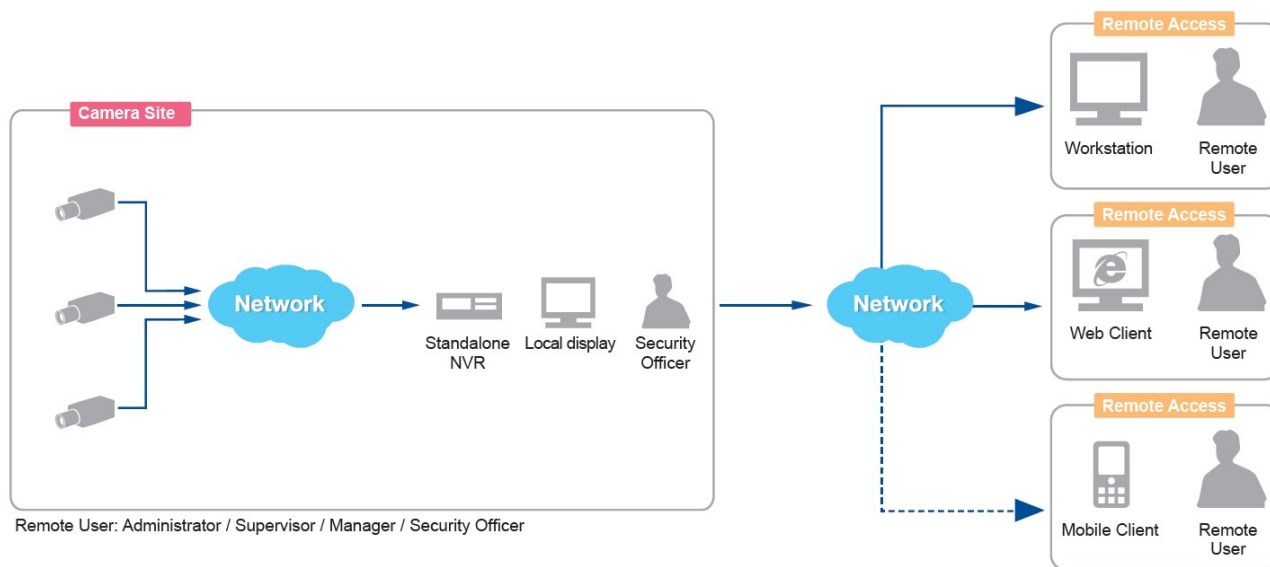 Camera Site
Network
Standalone
NVR
Local display
Security
Officer
Remote User: Administrator / Supervisor / Manager / Security Officer
Network
Remote Access
Workstation
Remote
User
Remote Access
Web Client
Remote
User
Remote Access
Mobile Client
Remote
User